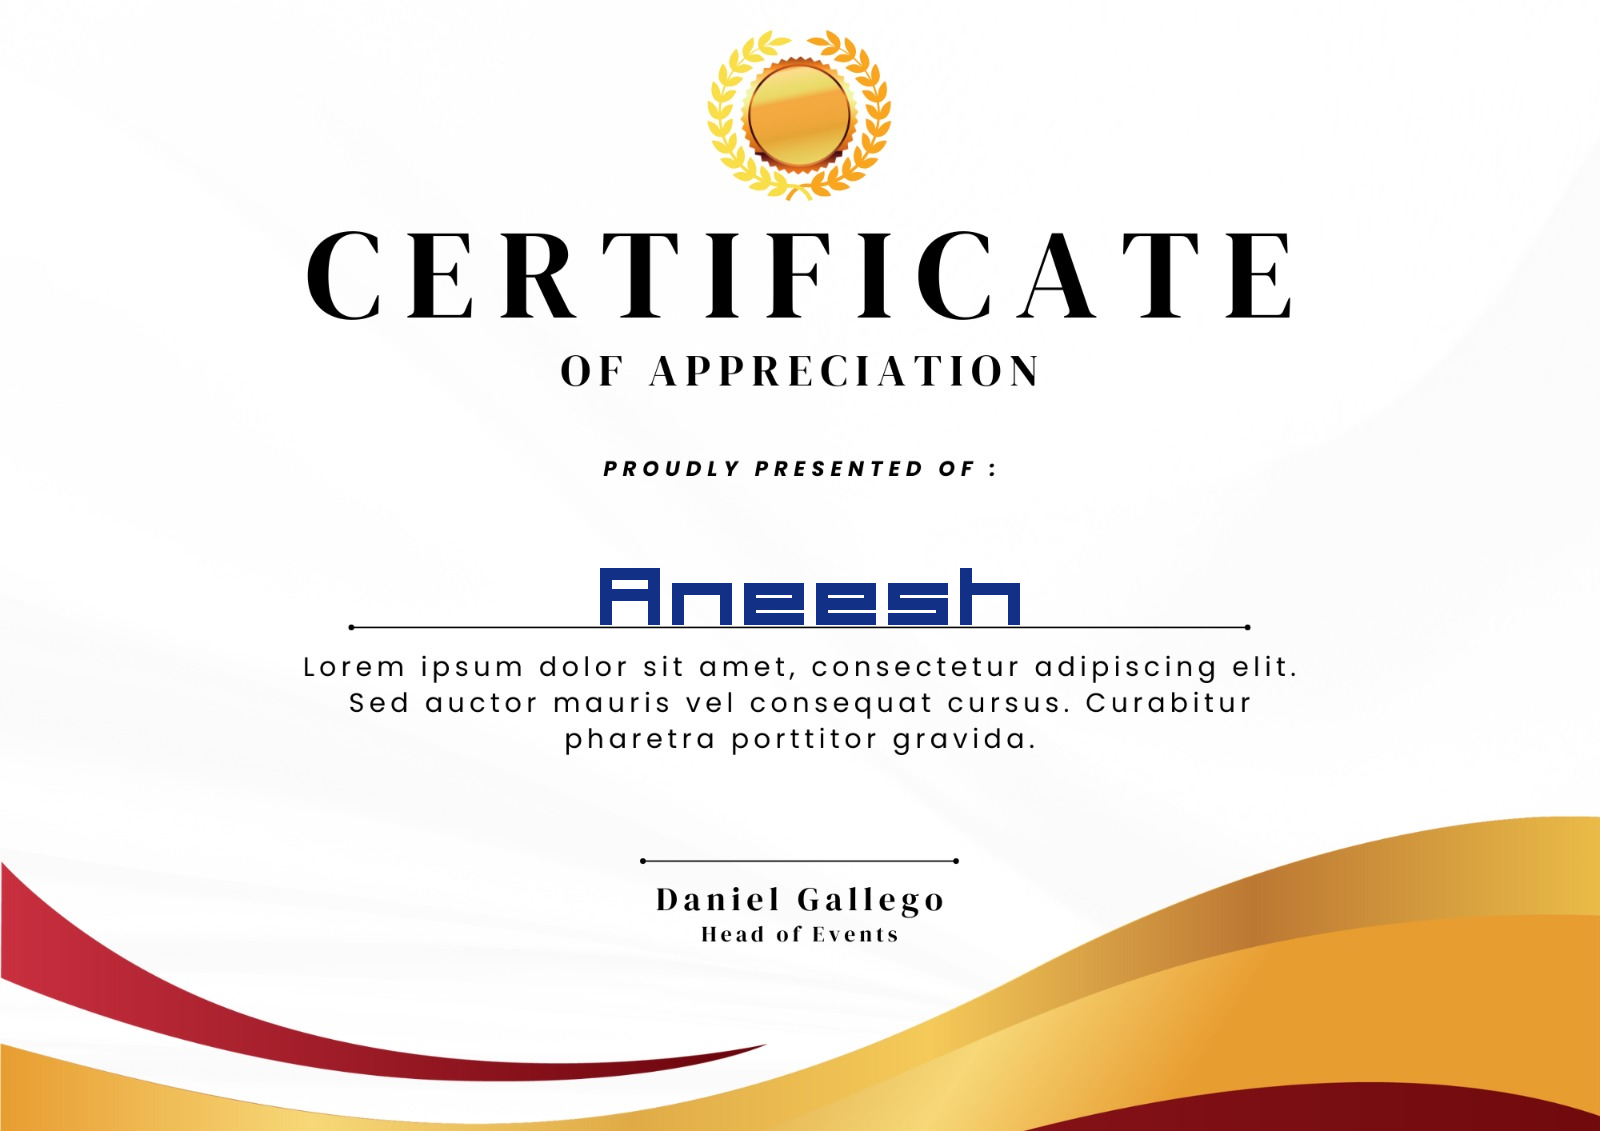 CERTIFICATE
OF APPRECIATION
PROUDLY PRESENTED OF :
Aneesh
Lorem ipsum dolor sit amet, consectetur adipiscing elit.
Sed auctor mauris vel consequat cursus. Curabitur
pharetra porttitor gravida.
Daniel Gallego
Head of Events